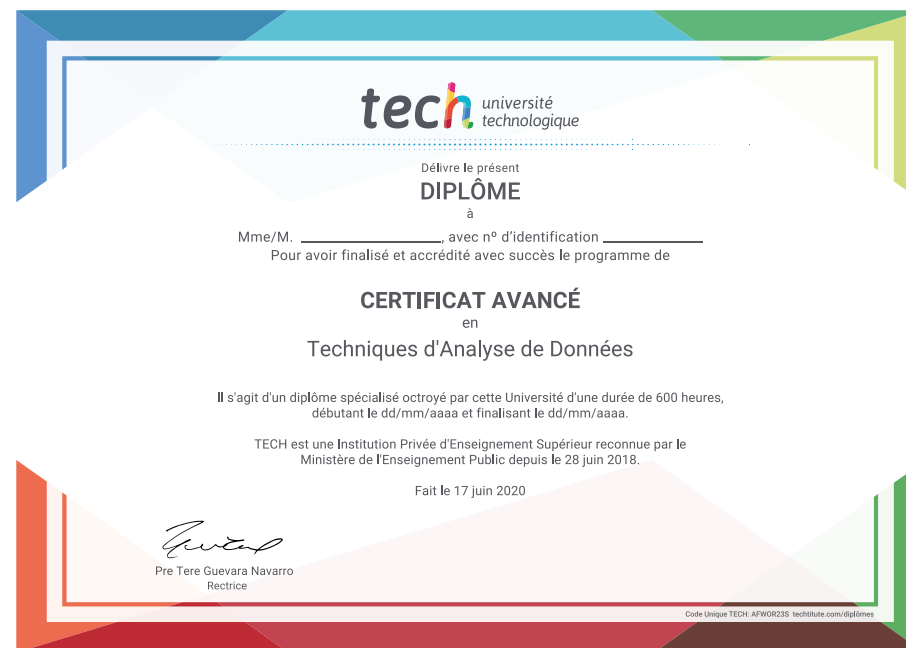 tech université
technologique
Délivre le présent
DIPLÔME
à
Mme/M. ____________________, avec nº d'identification ______________
Pour avoir finalisé et accrédité avec succès le programme de
CERTIFICAT AVANCÉ
en
Techniques d'Analyse de Données
Il s'agit d'un diplôme spécialisé octroyé par cette Université d'une durée de 600 heures,
débutant le dd/mm/aaaa et finalisant le dd/mm/aaaa.
TECH est une Institution Privée d'Enseignement Supérieur reconnue par le
Ministère de l'Enseignement Public depuis le 28 juin 2018.
Fait le 17 juin 2020
Pre Tere Guevara Navarro
Rectrice
Code Unique TECH: AFWOR23S techtitute.com/diplômes